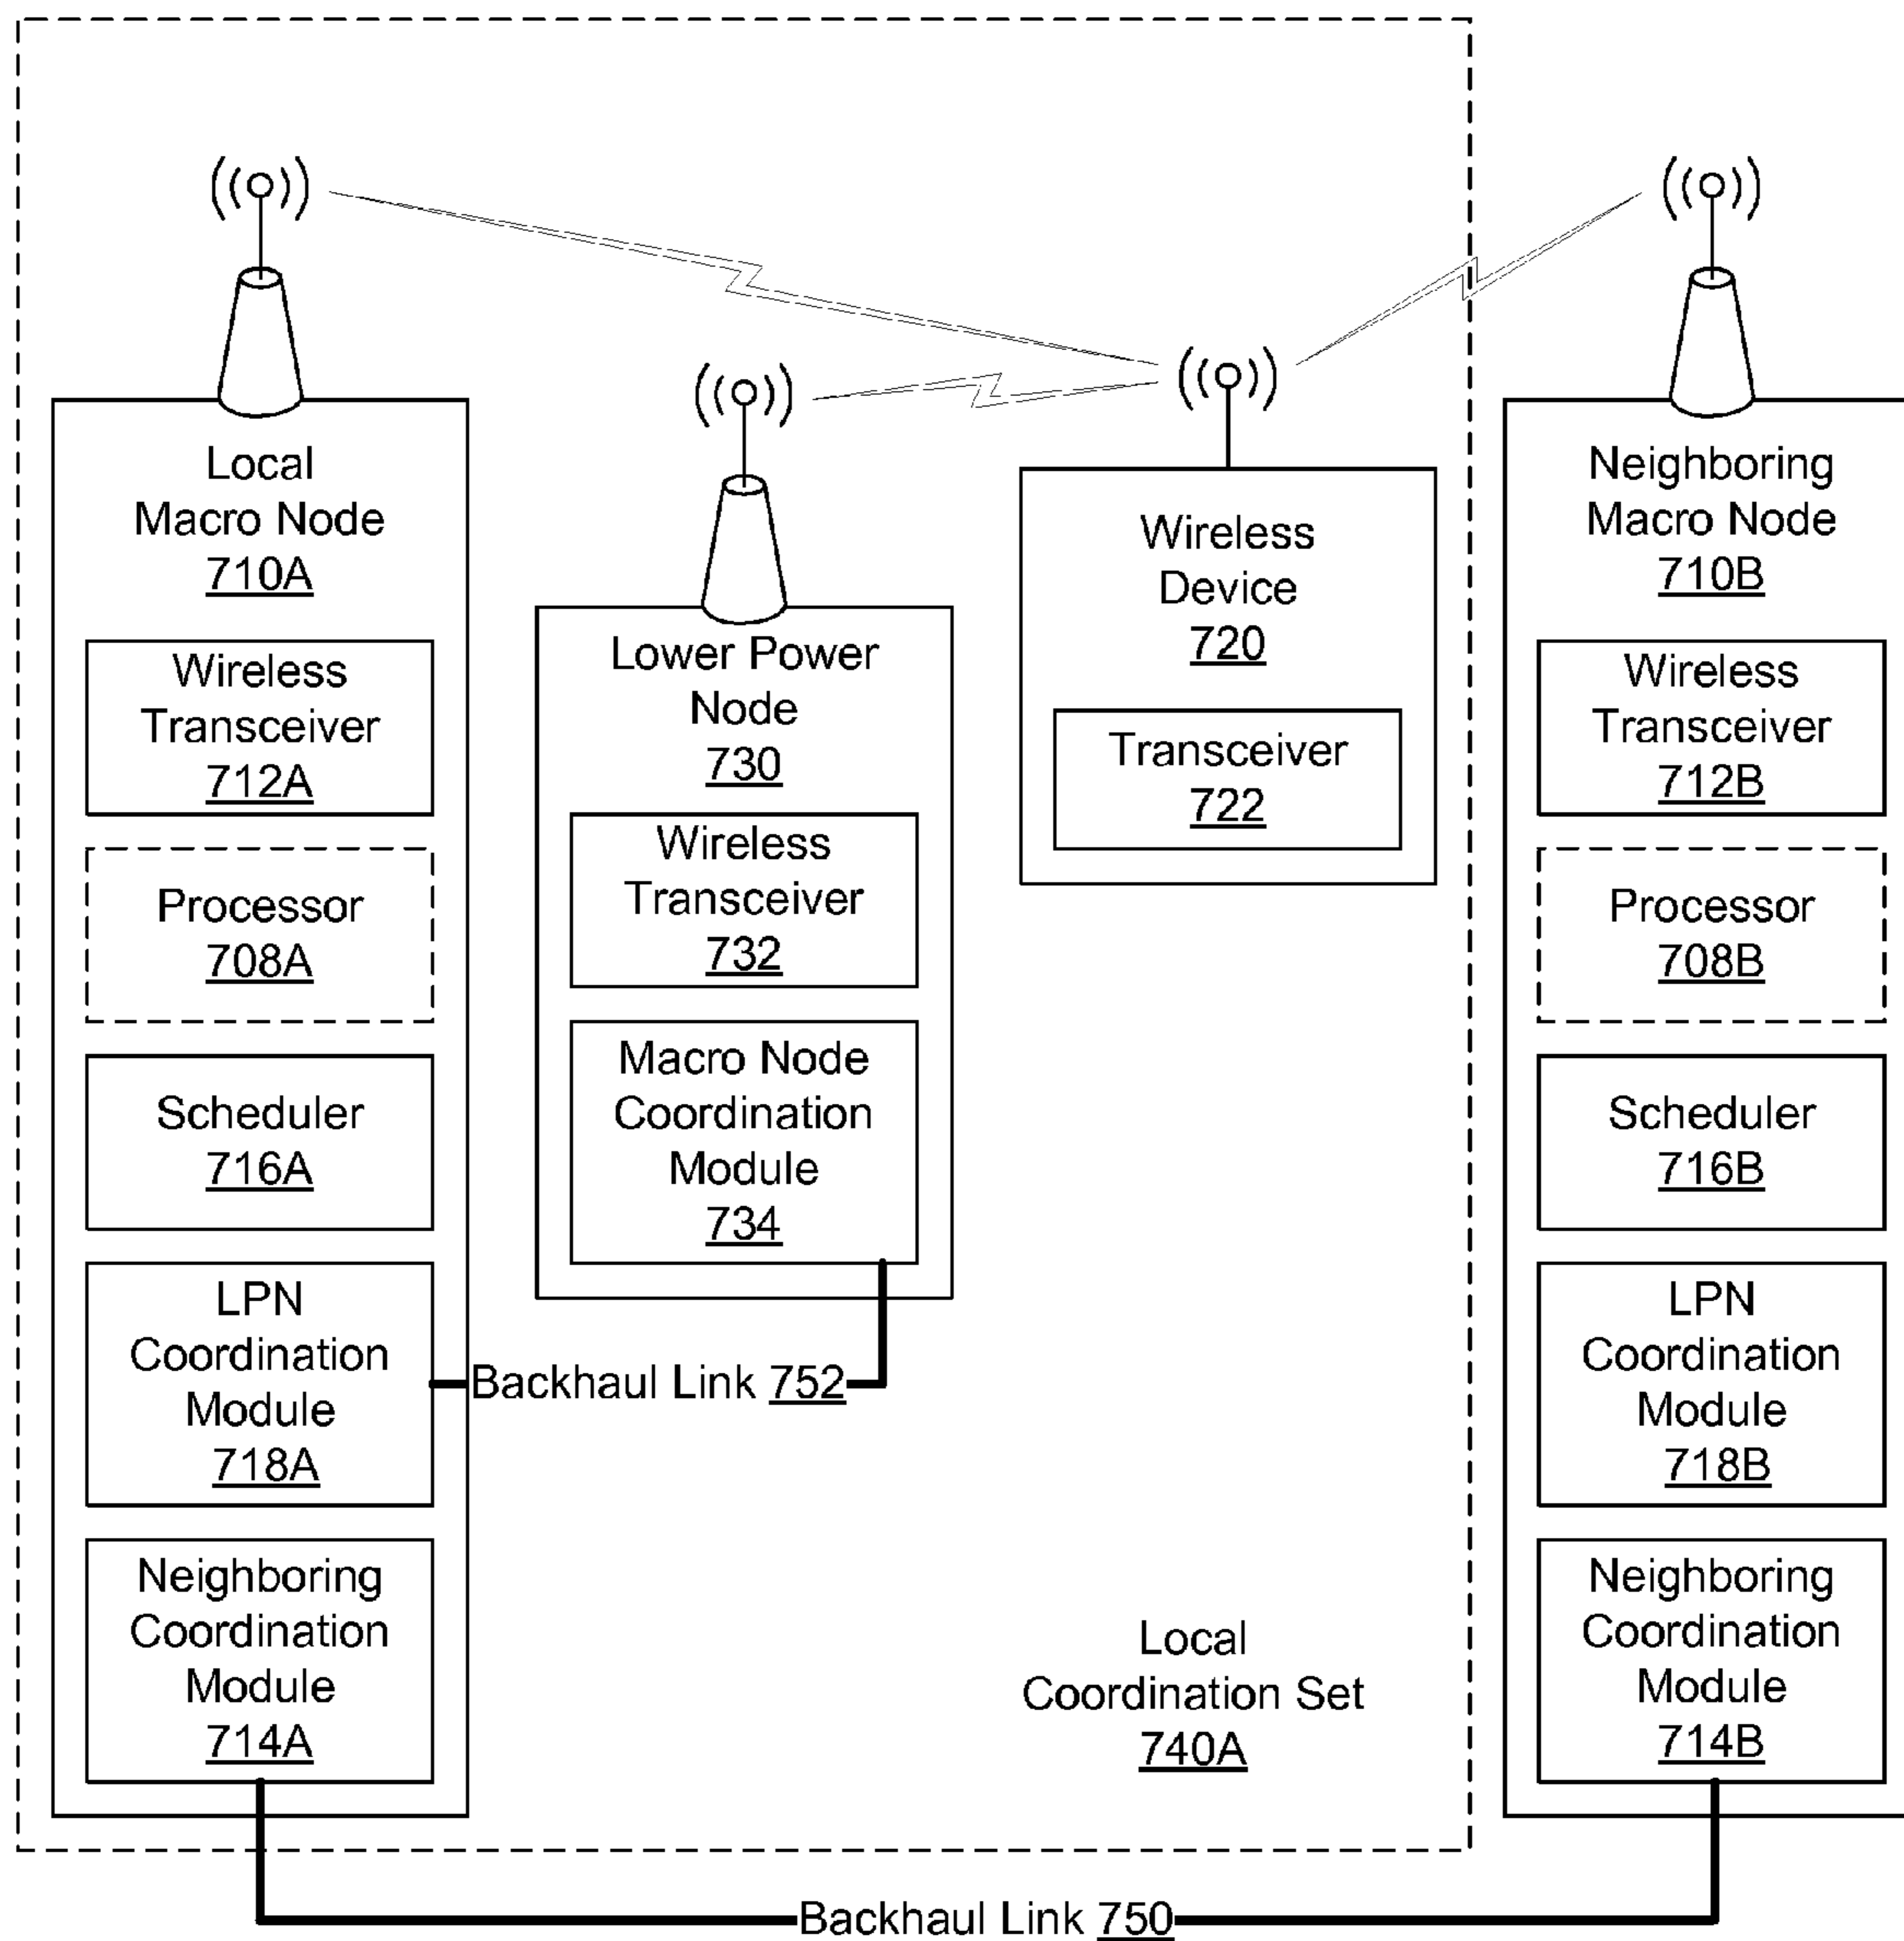 Local
Macro Node
710A
Wireless
Transceiver
712A
Processor
708A
Scheduler
716A
LPN
Coordination
Module
718A
Neighboring
Coordination
Module
714A
Lower Power
Node
730
Wireless
Transceiver
732
Macro Node
Coordination
Module
734
Backhaul Link 752
Wireless
Device
720
Transceiver
722
Local
Coordination Set
740A
Neighboring
Macro Node
710B
Wireless
Transceiver
712B
Processor
708B
Scheduler
716B
LPN
Coordination
Module
718B
Neighboring
Coordination
Module
714B
Backhaul Link 750